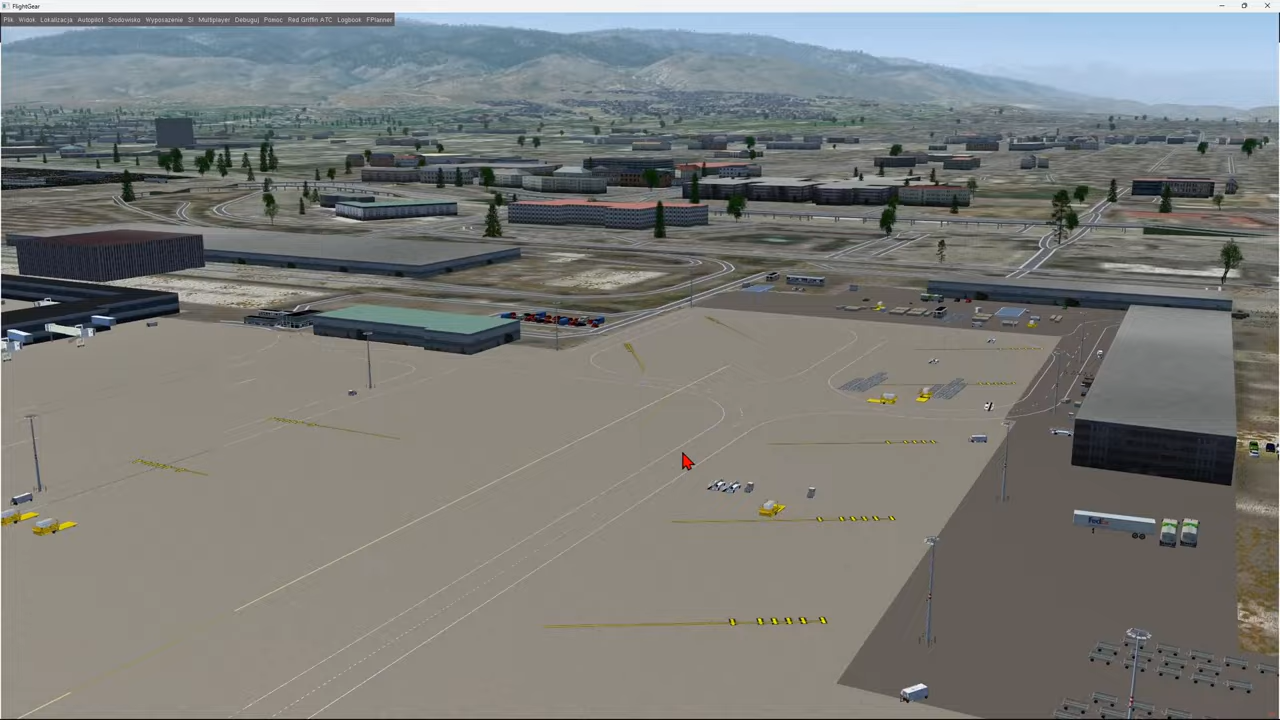 FlightGear
Plik Widok Lokalizacja Autopilot Środowisko Wyposażenie SI Multiplayer Debuguj Pomoc Red Griffin ATC Logbook FPlanner
FedEx